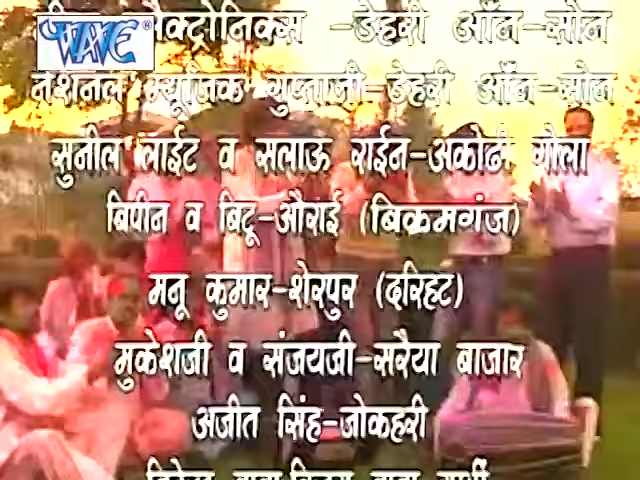 WAVE
-डेहरी ऑन-सोन
नेशनल म्यूजिक गुप्ताजी-डेहरी ऑन-सोन
सुनील लाईट व सलाऊ राईन-अकोढी गोला
बिपीन व बिटू-औराई (बिक्रमगंज)
मनू कुमार-शेरपुर (दरिहट)
मुकेशजी व संजयजी-सरैया बाजार
अजीत सिंह-जोकहरी